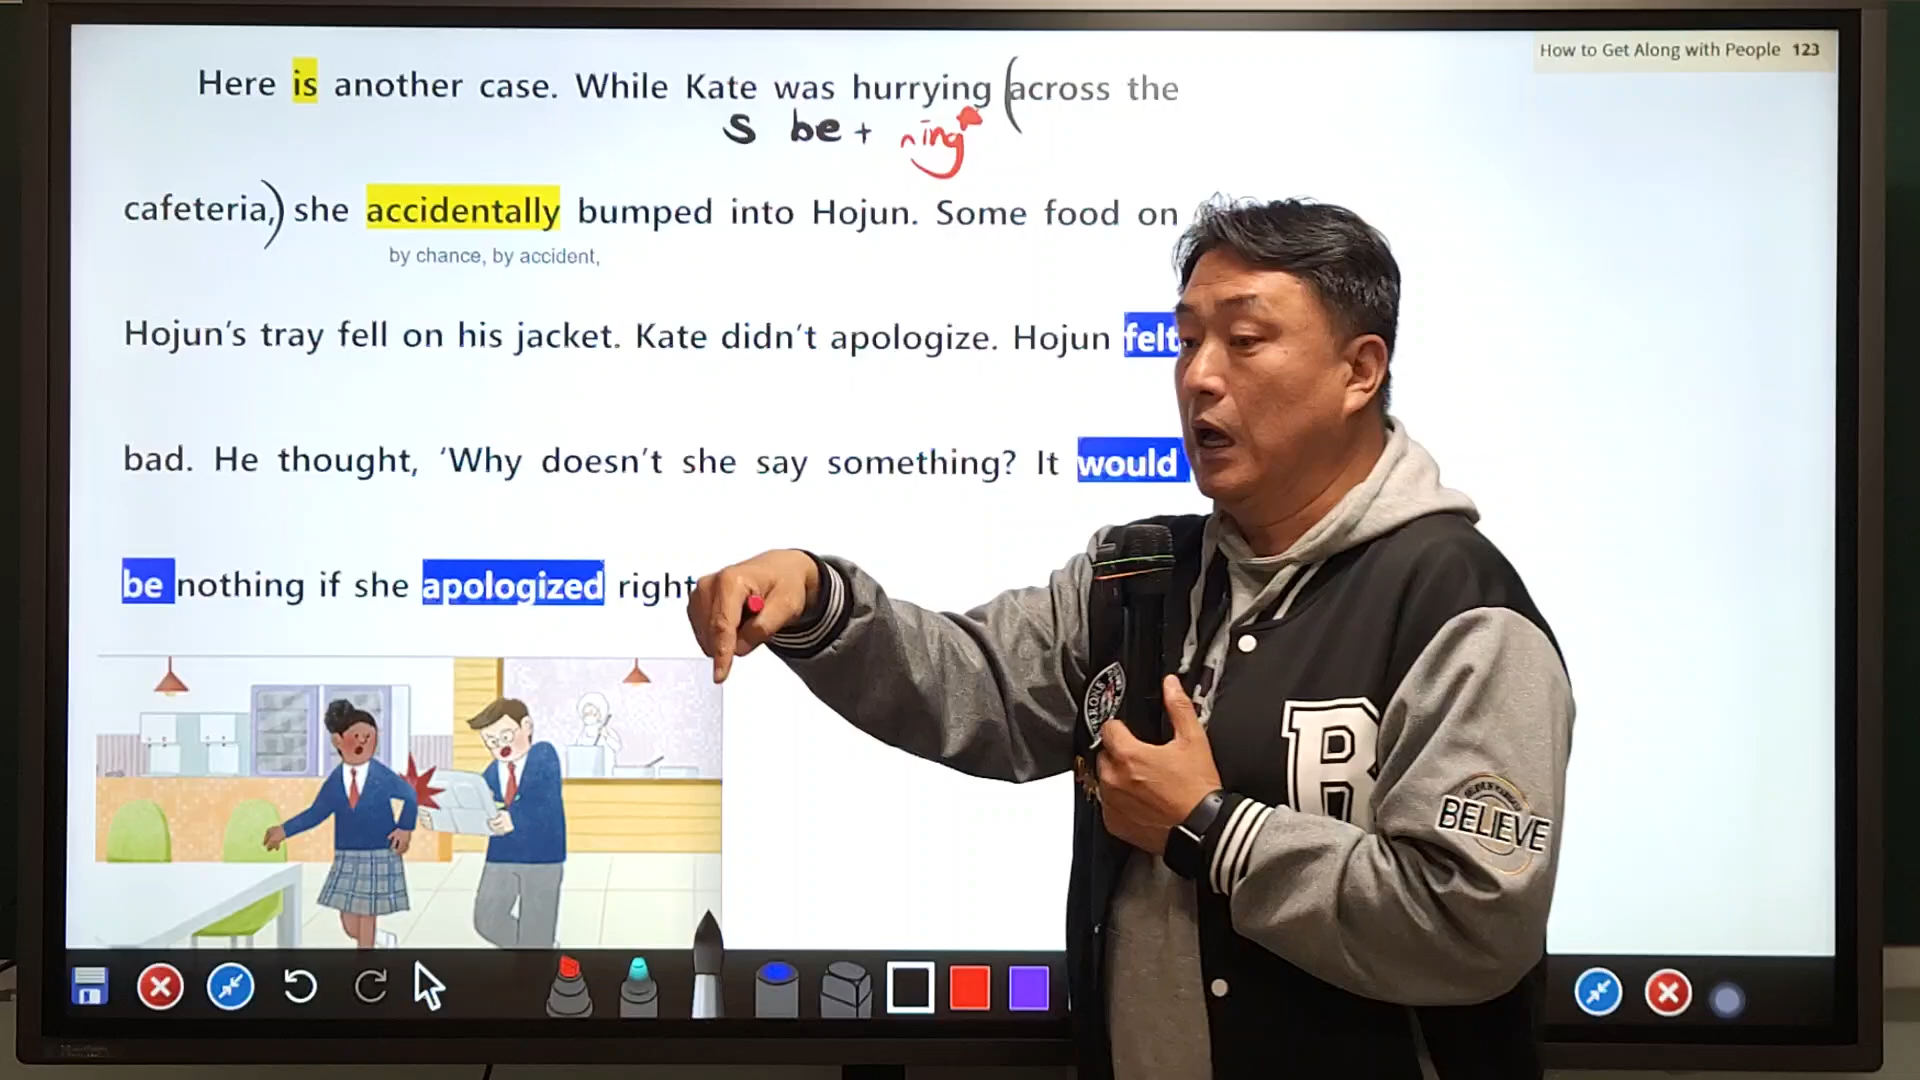 How to Get Along with People 123
Here is another case. While Kate was hurrying (across the
S be + ~ing
cafeteria,) she accidentally bumped into Hojun. Some food on
by chance, by accident,
Hojun's tray fell on his jacket. Kate didn't apologize. Hojun felt
bad. He thought, 'Why doesn't she say something? It would
be nothing if she apologized right
B
BELIEVE